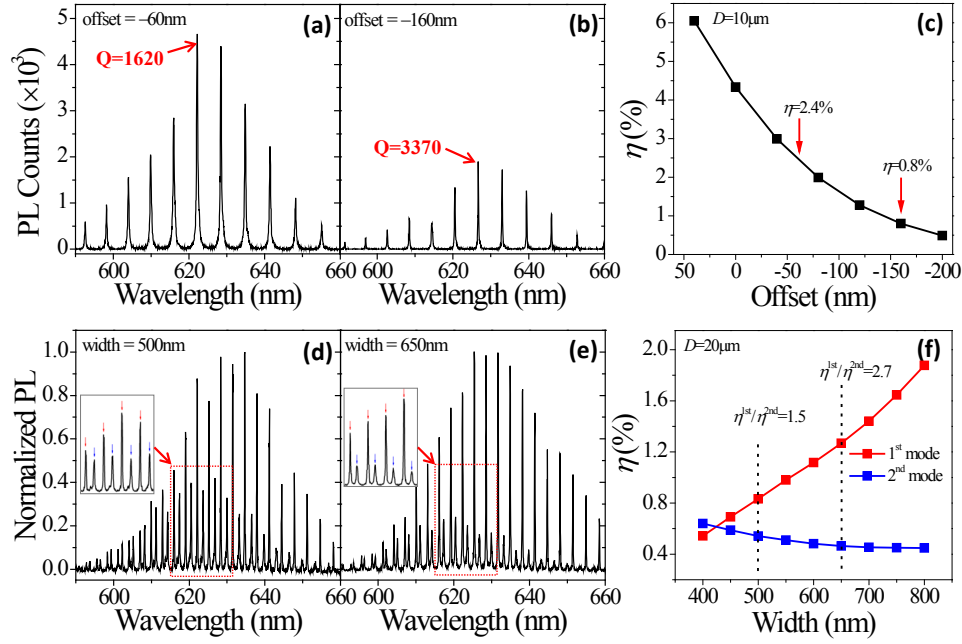 offset = –60nm
(a)
Q=1620
5
4
3
2
1
0
PL Counts (×10³)
600
620
640
Wavelength (nm)
offset = –160nm
(b)
Q=3370
600
620
640
660
Wavelength (nm)
D=10μm
(c)
η=2.4%
η=0.8%
6
5
4
3
2
1
0
η(%)
50
0
-50
-100
-150
-200
Offset (nm)
width = 500nm
(d)
1.0
0.8
0.6
0.4
0.2
0.0
Normalized PL
600
620
640
Wavelength (nm)
width = 650nm
(e)
600
620
640
660
Wavelength (nm)
D=20μm
(f)
η¹ˢᵗ/η²ⁿᵈ=2.7
η¹ˢᵗ/η²ⁿᵈ=1.5
1ˢᵗ mode
2ⁿᵈ mode
2.0
1.6
1.2
0.8
0.4
η(%)
400
500
600
700
800
Width (nm)